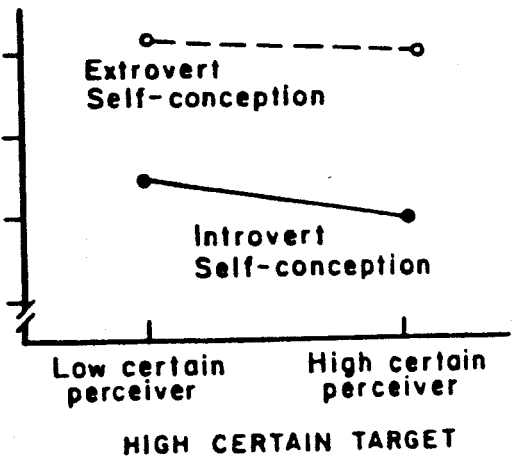 Extrovert
Self-conception
Introvert
Self-conception
Low certain
perceiver
High certain
perceiver
HIGH CERTAIN TARGET